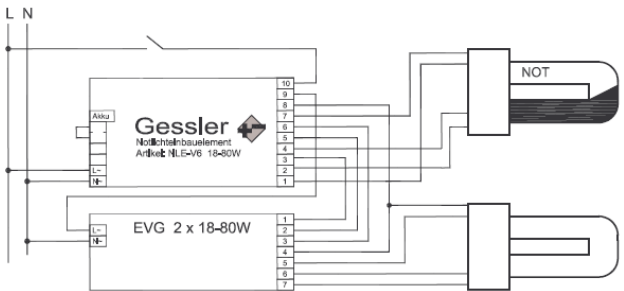 L N
NOT
10
9
8
7
6
5
4
3
2
1
Akku
+ -
Gessler
Notlichteinbauelement
Artikel: NLE-V6 18-80W
L~
N~
EVG 2 x 18-80W
L~
N~
1
2
3
4
5
6
7